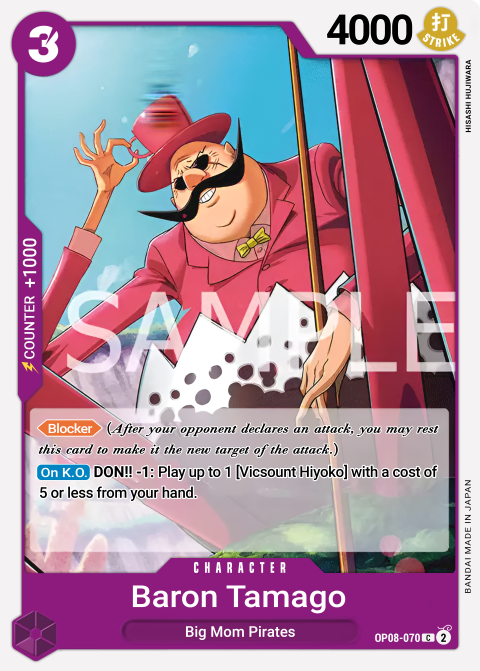 3
4000
打
STRIKE
HISASHI HUJIWARA
COUNTER +1000
SAMPLE
Blocker (After your opponent declares an attack, you may rest
this card to make it the new target of the attack.)
On K.O. DON!! -1: Play up to 1 [Vicsount Hiyoko] with a cost of
5 or less from your hand.
BANDAI MADE IN JAPAN
CHARACTER
Baron Tamago
Big Mom Pirates
OP08-070 C 2